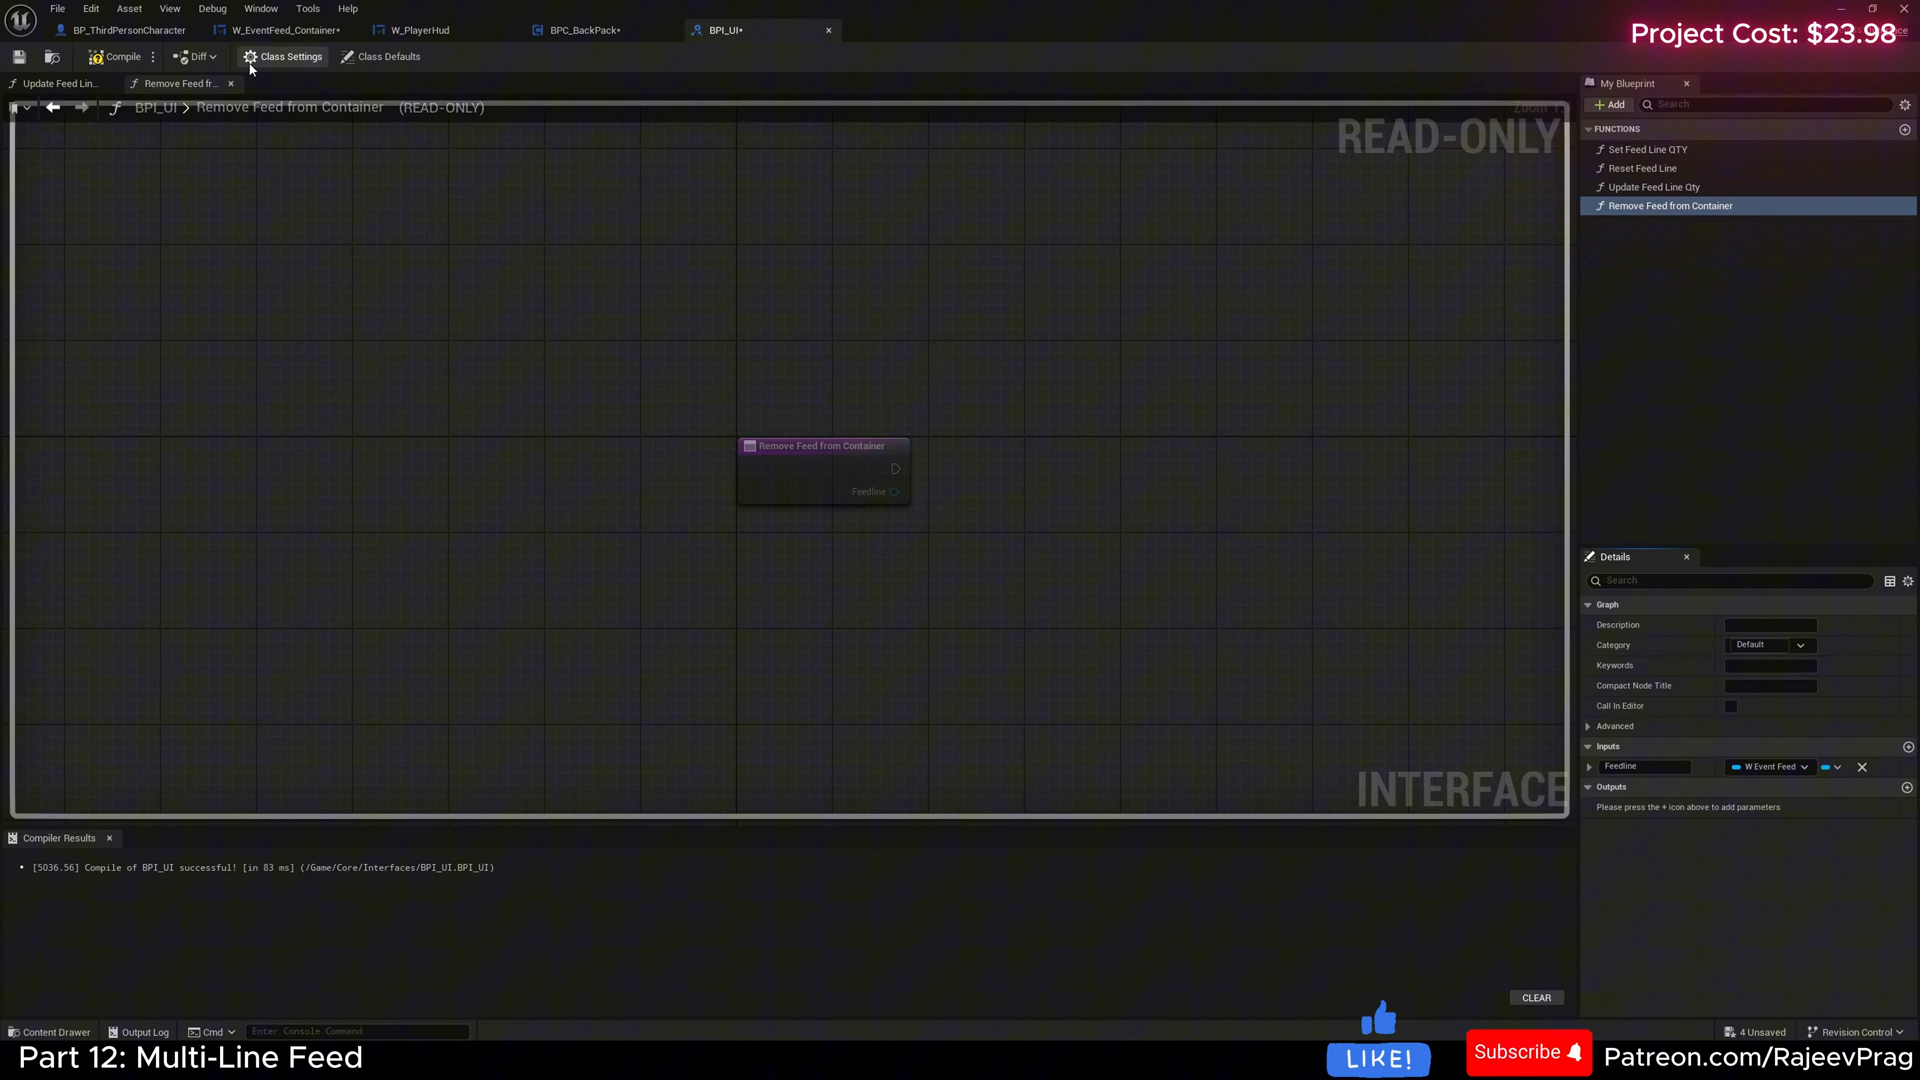 File Edit Asset View Debug Window Tools Help
BP_ThirdPersonCharacter W_EventFeed_Container* W_PlayerHud BPC_BackPack* BPI_UI*
Project Cost: $23.98
Compile Diff Class Settings Class Defaults
Update Feed Lin... Remove Feed fr...
BPI_UI > Remove Feed from Container (READ-ONLY)
READ-ONLY
Remove Feed from Container
Feedline
INTERFACE
My Blueprint
Add Search
FUNCTIONS
Set Feed Line QTY
Reset Feed Line
Update Feed Line Qty
Remove Feed from Container
Details
Search
Graph
Description
Category Default
Keywords
Compact Node Title
Call In Editor
Advanced
Inputs
Feedline W Event Feed
Outputs
Please press the + icon above to add parameters
Compiler Results
• [5036.56] Compile of BPI_UI successful! [in 83 ms] (/Game/Core/Interfaces/BPI_UI.BPI_UI)
CLEAR
Content Drawer Output Log Cmd Enter Console Command
4 Unsaved Revision Control
Part 12: Multi-Line Feed
LIKE!
Subscribe
Patreon.com/RajeevPrag